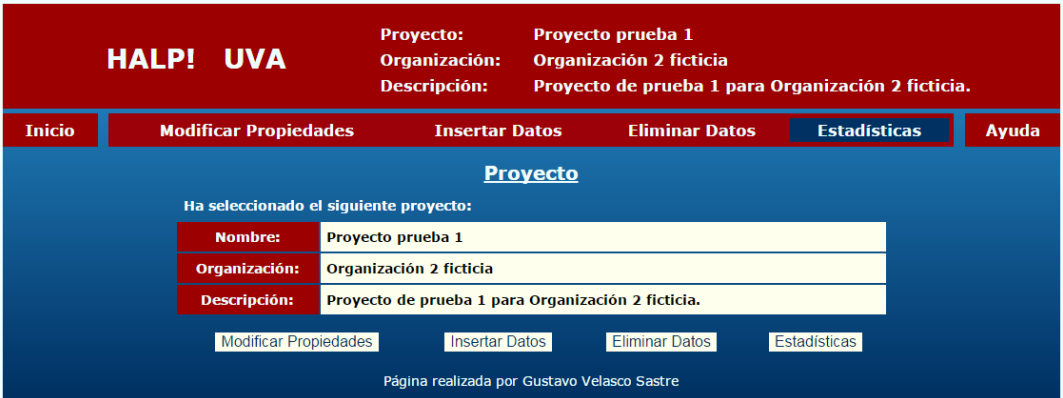 HALP! UVA
Proyecto: Proyecto prueba 1
Organización: Organización 2 ficticia
Descripción: Proyecto de prueba 1 para Organización 2 ficticia.
Inicio Modificar Propiedades Insertar Datos Eliminar Datos Estadísticas Ayuda
Proyecto
Ha seleccionado el siguiente proyecto:
Nombre: Proyecto prueba 1
Organización: Organización 2 ficticia
Descripción: Proyecto de prueba 1 para Organización 2 ficticia.
Modificar Propiedades Insertar Datos Eliminar Datos Estadísticas
Página realizada por Gustavo Velasco Sastre